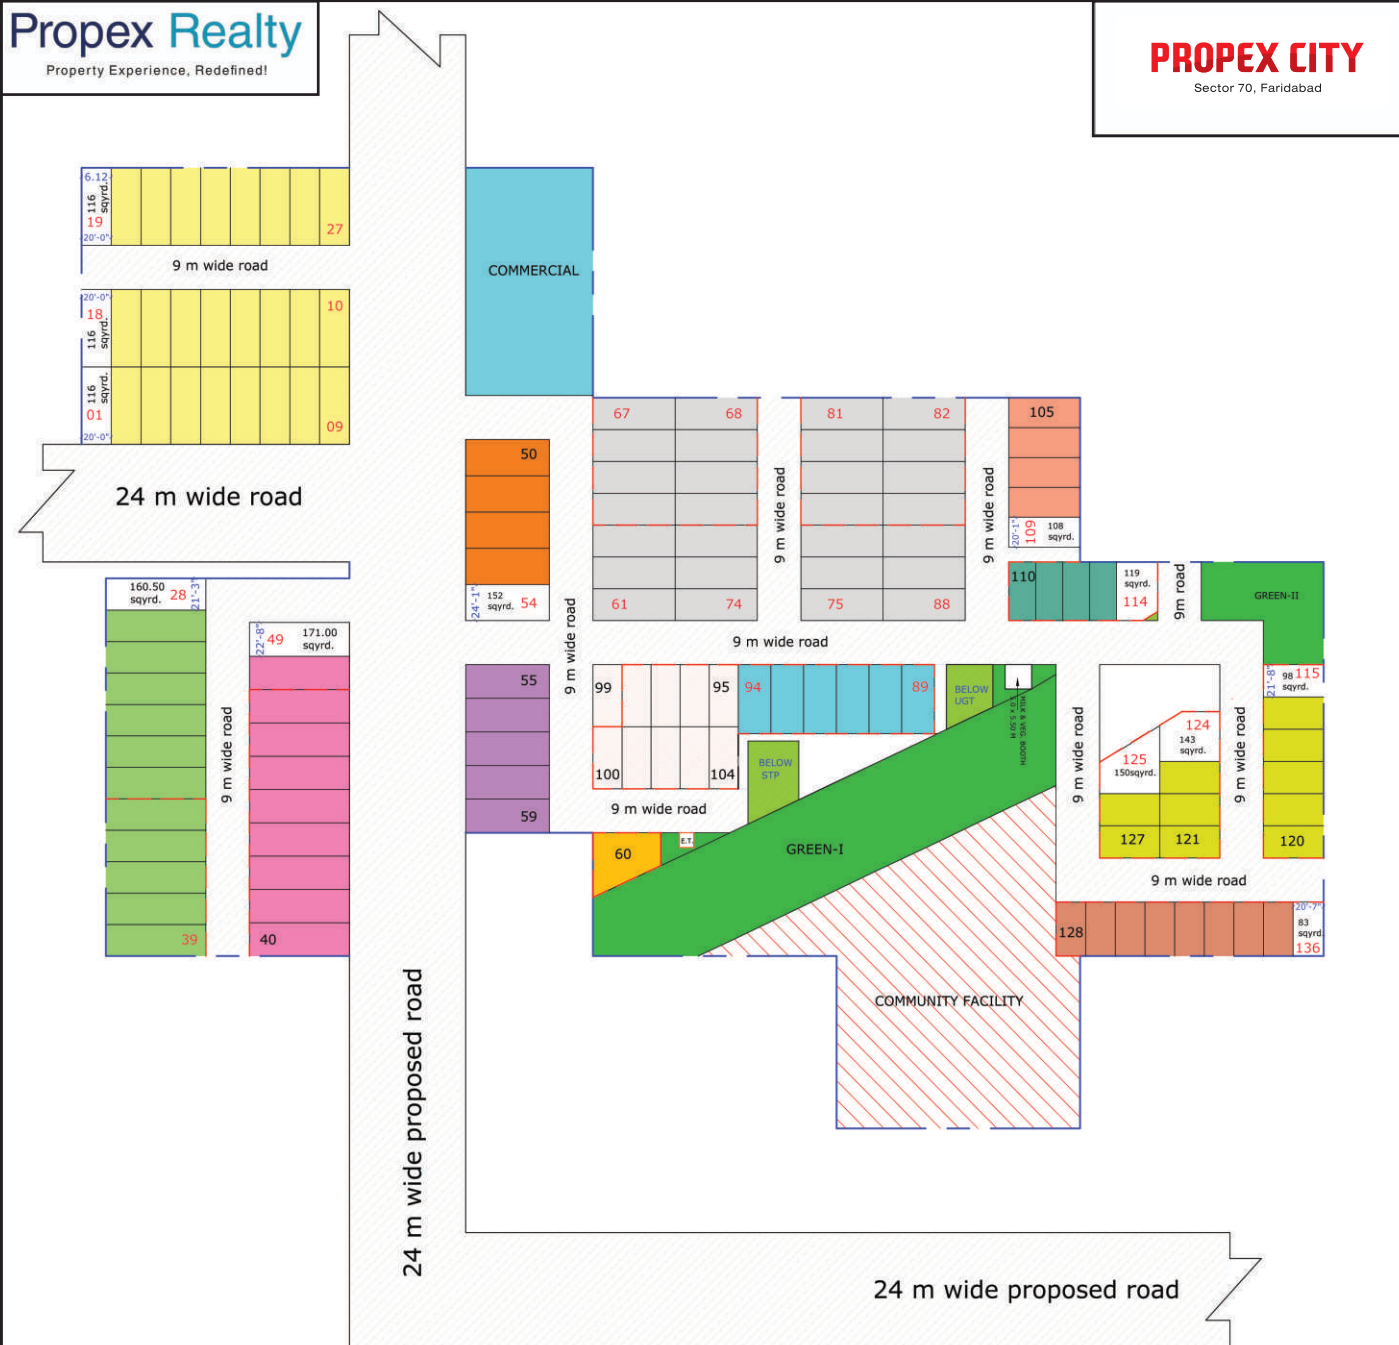 Propex Realty
Property Experience, Redefined!
PROPEX CITY
Sector 70, Faridabad
6.12
116
sqyrd.
19
20'-0"
27
9 m wide road
20'-0"
18
116
sqyrd.
10
116
sqyrd.
01
20'-0"
09
24 m wide road
COMMERCIAL
67
68
81
82
105
50
9 m wide road
9 m wide road
20'-1"
109
108
sqyrd.
110
119
sqyrd.
114
9m road
GREEN-II
160.50
sqyrd.
28
21'-3"
24'-1"
152
sqyrd.
54
61
74
75
88
22'-8"
49
171.00
sqyrd.
9 m wide road
9 m wide road
55
99
95
94
89
BELOW
UGT
MILK & VEG. BOOTH
21'-8"
98
sqyrd.
115
9 m wide road
9 m wide road
9 m wide road
124
143
sqyrd.
125
150sqyrd.
100
104
BELOW
STP
59
9 m wide road
60
E.T.
GREEN-I
127
121
120
9 m wide road
39
40
128
20'-7"
83
sqyrd.
136
COMMUNITY FACILITY
24 m wide proposed road
24 m wide proposed road